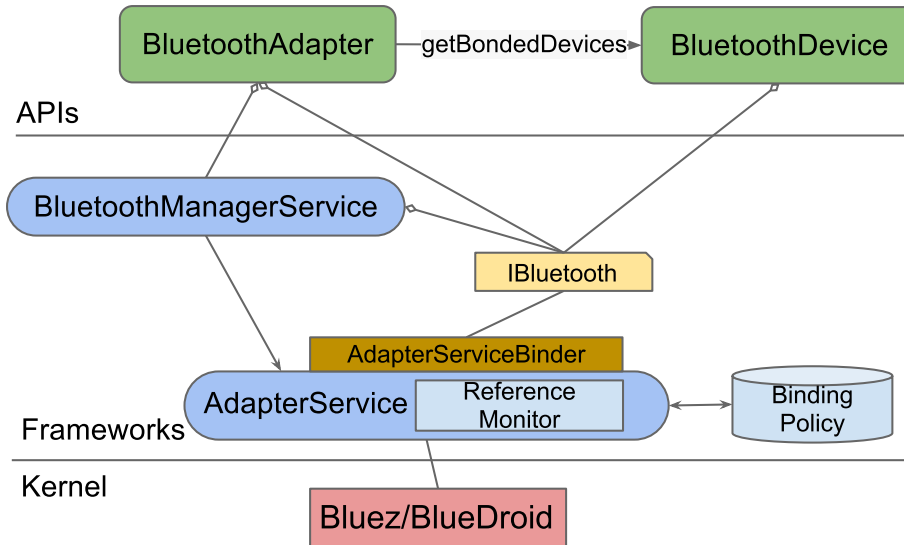 BluetoothAdapter
getBondedDevices
BluetoothDevice
APIs
BluetoothManagerService
IBluetooth
AdapterServiceBinder
AdapterService
Reference
Monitor
Binding
Policy
Frameworks
Kernel
Bluez/BlueDroid